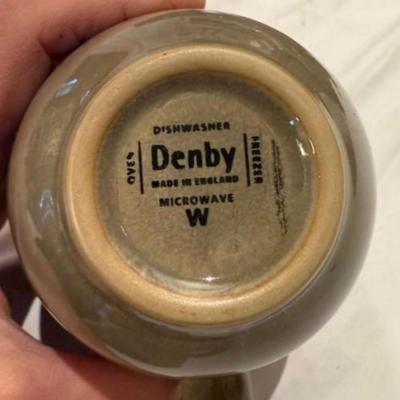 DISHWASHER
OVEN
Denby
FREEZER
MADE IN ENGLAND
MICROWAVE
W